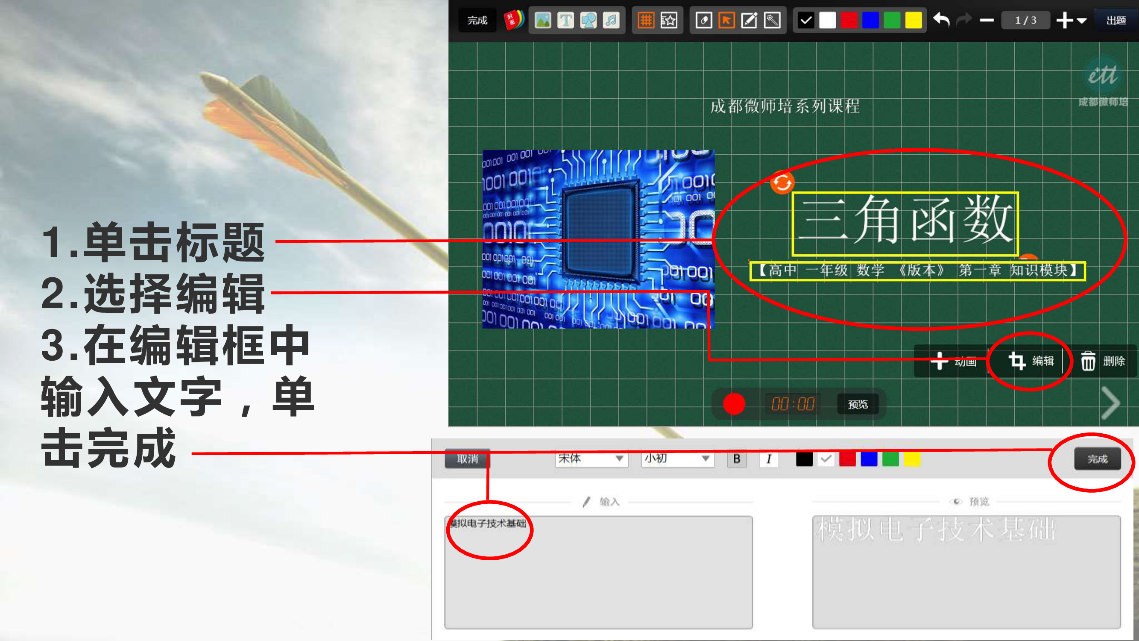 完成
1/3
出题
成都微师培系列课程
itt
成都微师培
三角函数
【高中 一年级 数学 《版本》 第一章 知识模块】
1.单击标题
2.选择编辑
3.在编辑框中
输入文字，单
击完成
动画
编辑
删除
00:00
预览
取消
宋体
小初
B
I
完成
输入
预览
模拟电子技术基础
模拟电子技术基础